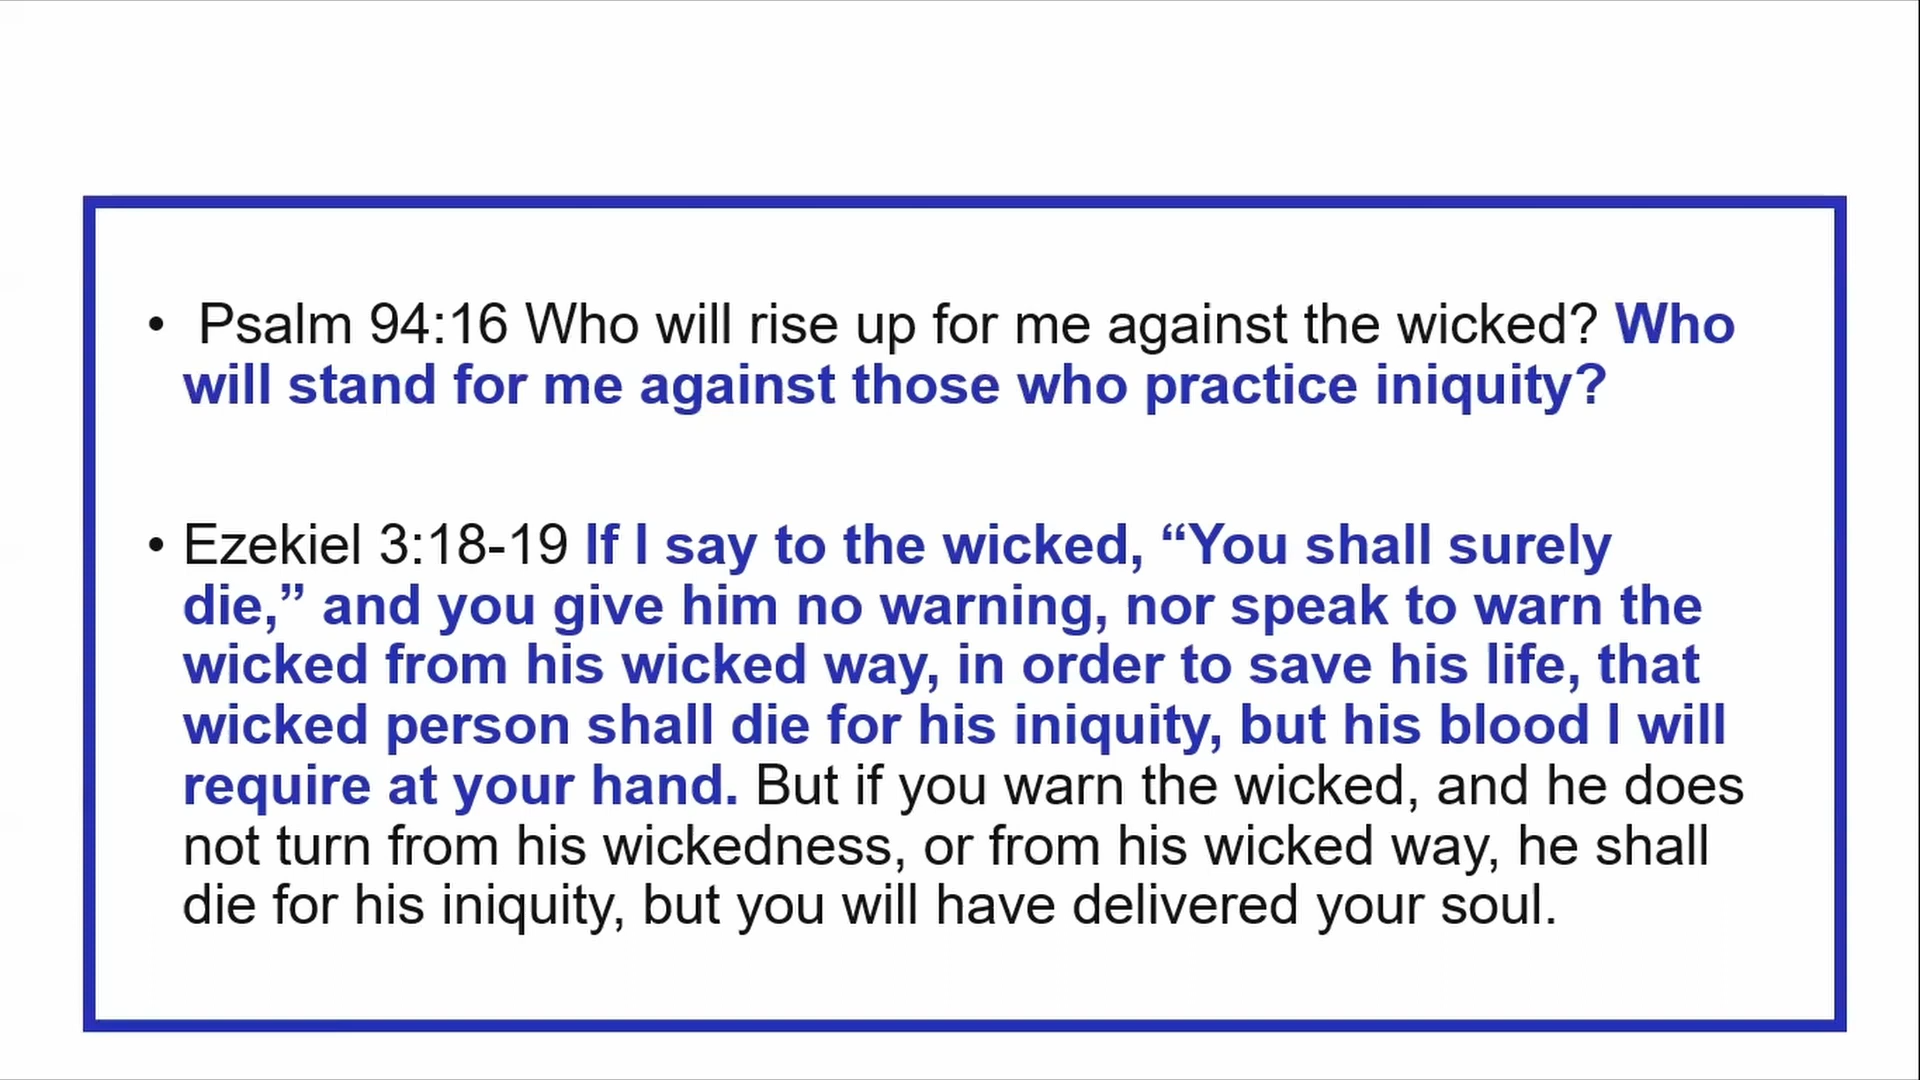 • Psalm 94:16 Who will rise up for me against the wicked? Who
will stand for me against those who practice iniquity?
• Ezekiel 3:18-19 If I say to the wicked, “You shall surely
die,” and you give him no warning, nor speak to warn the
wicked from his wicked way, in order to save his life, that
wicked person shall die for his iniquity, but his blood I will
require at your hand. But if you warn the wicked, and he does
not turn from his wickedness, or from his wicked way, he shall
die for his iniquity, but you will have delivered your soul.